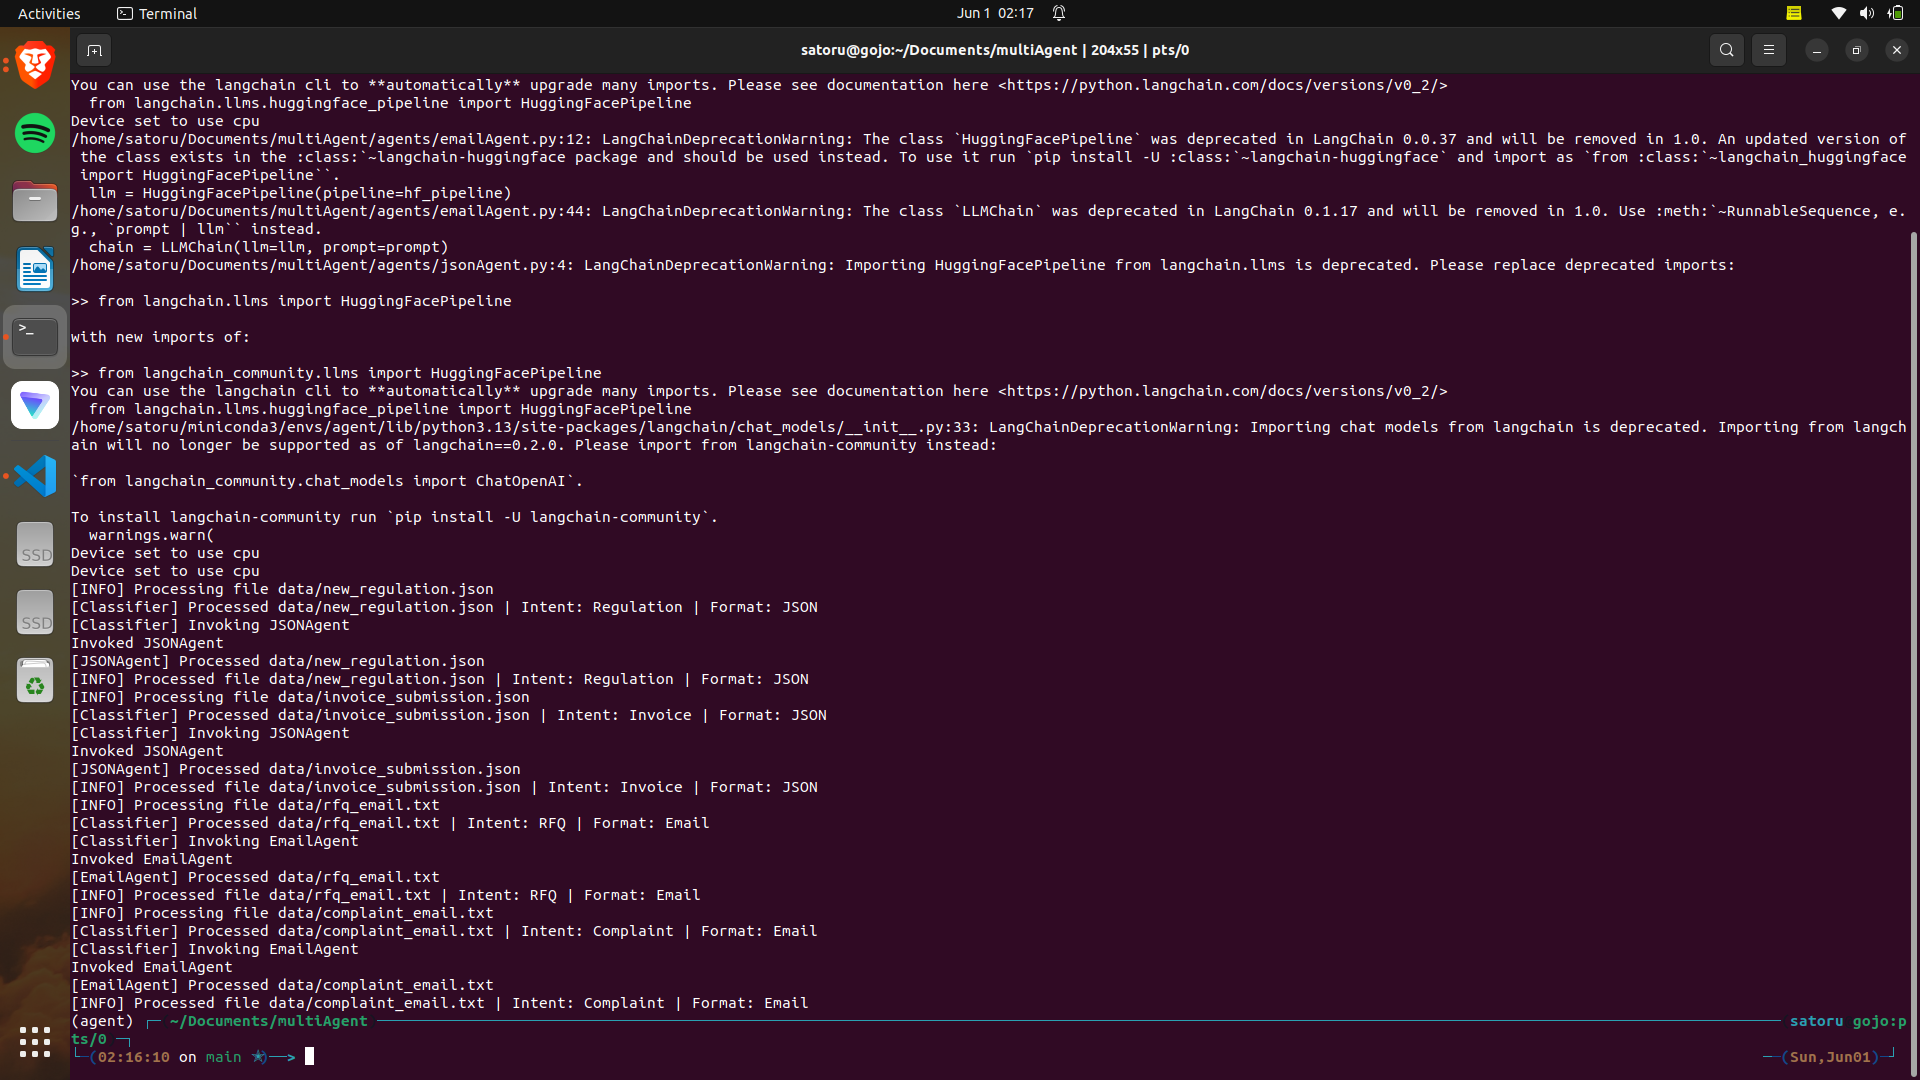 Activities
Terminal
Jun 1 02:17
satoru@gojo:~/Documents/multiAgent | 204x55 | pts/0
You can use the langchain cli to **automatically** upgrade many imports. Please see documentation here <https://python.langchain.com/docs/versions/v0_2/>
  from langchain.llms.huggingface_pipeline import HuggingFacePipeline
Device set to use cpu
/home/satoru/Documents/multiAgent/agents/emailAgent.py:12: LangChainDeprecationWarning: The class `HuggingFacePipeline` was deprecated in LangChain 0.0.37 and will be removed in 1.0. An updated version of
 the class exists in the :class:`~langchain-huggingface package and should be used instead. To use it run `pip install -U :class:`~langchain-huggingface` and import as `from :class:`~langchain_huggingface
 import HuggingFacePipeline``.
  llm = HuggingFacePipeline(pipeline=hf_pipeline)
/home/satoru/Documents/multiAgent/agents/emailAgent.py:44: LangChainDeprecationWarning: The class `LLMChain` was deprecated in LangChain 0.1.17 and will be removed in 1.0. Use :meth:`~RunnableSequence, e.
g., `prompt | llm`` instead.
  chain = LLMChain(llm=llm, prompt=prompt)
/home/satoru/Documents/multiAgent/agents/jsonAgent.py:4: LangChainDeprecationWarning: Importing HuggingFacePipeline from langchain.llms is deprecated. Please replace deprecated imports:
>> from langchain.llms import HuggingFacePipeline
with new imports of:
>> from langchain_community.llms import HuggingFacePipeline
You can use the langchain cli to **automatically** upgrade many imports. Please see documentation here <https://python.langchain.com/docs/versions/v0_2/>
  from langchain.llms.huggingface_pipeline import HuggingFacePipeline
/home/satoru/miniconda3/envs/agent/lib/python3.13/site-packages/langchain/chat_models/__init__.py:33: LangChainDeprecationWarning: Importing chat models from langchain is deprecated. Importing from langch
ain will no longer be supported as of langchain==0.2.0. Please import from langchain-community instead:
`from langchain_community.chat_models import ChatOpenAI`.
To install langchain-community run `pip install -U langchain-community`.
  warnings.warn(
Device set to use cpu
Device set to use cpu
[INFO] Processing file data/new_regulation.json
[Classifier] Processed data/new_regulation.json | Intent: Regulation | Format: JSON
[Classifier] Invoking JSONAgent
Invoked JSONAgent
[JSONAgent] Processed data/new_regulation.json
[INFO] Processed file data/new_regulation.json | Intent: Regulation | Format: JSON
[INFO] Processing file data/invoice_submission.json
[Classifier] Processed data/invoice_submission.json | Intent: Invoice | Format: JSON
[Classifier] Invoking JSONAgent
Invoked JSONAgent
[JSONAgent] Processed data/invoice_submission.json
[INFO] Processed file data/invoice_submission.json | Intent: Invoice | Format: JSON
[INFO] Processing file data/rfq_email.txt
[Classifier] Processed data/rfq_email.txt | Intent: RFQ | Format: Email
[Classifier] Invoking EmailAgent
Invoked EmailAgent
[EmailAgent] Processed data/rfq_email.txt
[INFO] Processed file data/rfq_email.txt | Intent: RFQ | Format: Email
[INFO] Processing file data/complaint_email.txt
[Classifier] Processed data/complaint_email.txt | Intent: Complaint | Format: Email
[Classifier] Invoking EmailAgent
Invoked EmailAgent
[EmailAgent] Processed data/complaint_email.txt
[INFO] Processed file data/complaint_email.txt | Intent: Complaint | Format: Email
(agent) ┌─ ~/Documents/multiAgent ─ satoru gojo:p
ts/0 ─┐
└─(02:16:10 on main ✭)──> ─(Sun,Jun01)─┘
SSD
SSD